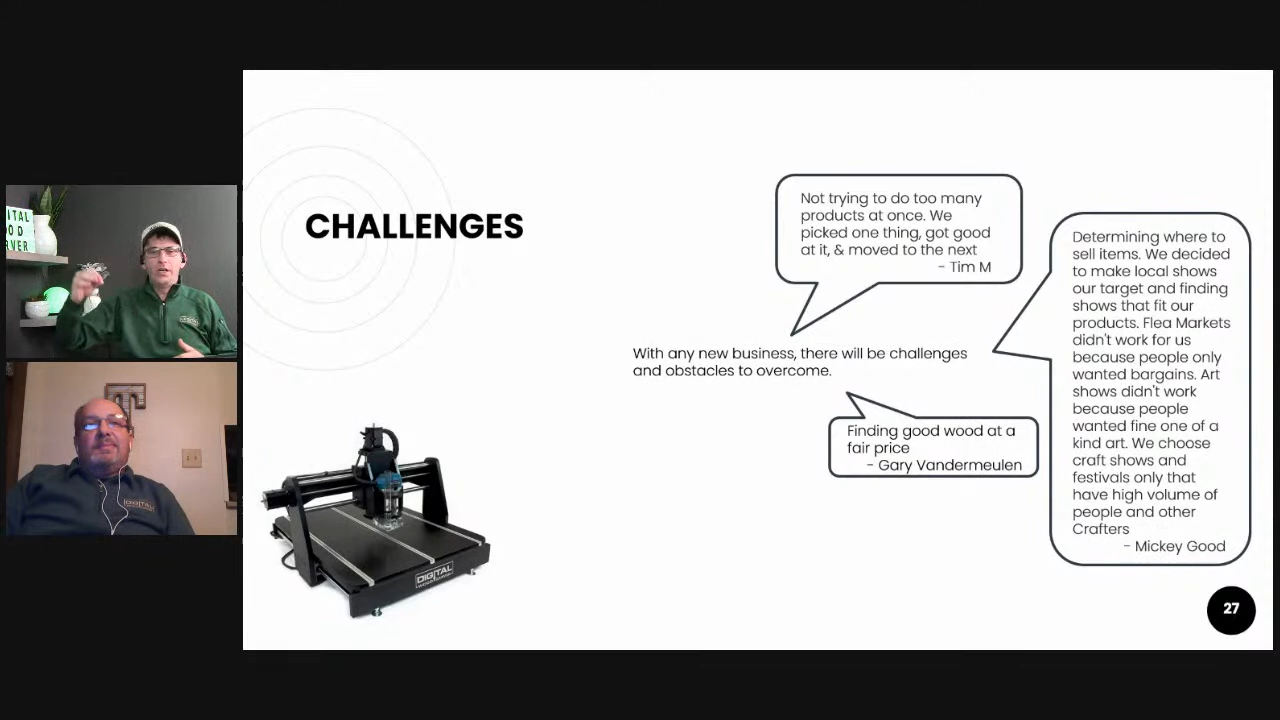 CHALLENGES
Not trying to do too many
products at once. We
picked one thing, got good
at it, & moved to the next
- Tim M
Determining where to
sell items. We decided
to make local shows
our target and finding
shows that fit our
products. Flea Markets
didn't work for us
because people only
wanted bargains. Art
shows didn't work
because people
wanted fine one of a
kind art. We choose
craft shows and
festivals only that
have high volume of
people and other
Crafters
- Mickey Good
With any new business, there will be challenges
and obstacles to overcome.
Finding good wood at a
fair price
- Gary Vandermeulen
DIGITAL
27
ITAL
OOD
RVER
DIGITAL